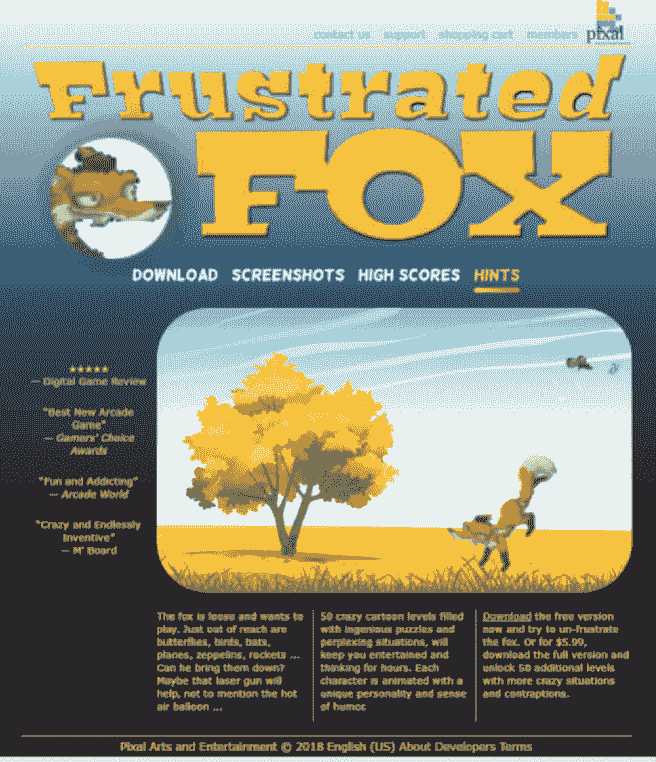 contact us support shopping cart members
pixal
Frustrated
FOX
DOWNLOAD SCREENSHOTS HIGH SCORES HINTS
★★★★★
— Digital Game Review
"Best New Arcade
Game"
— Gamers' Choice
Awards
"Fun and Addicting"
— Arcade World
"Crazy and Endlessly
Inventive"
— M² Board
The fox is loose and wants to
play. Just out of reach are
butterflies, birds, bats,
planes, zeppelins, rockets ...
Can he bring them down?
Maybe that laser gun will
help, not to mention the hot
air balloon ...
50 crazy cartoon levels filled
with ingenious puzzles and
perplexing situations, will
keep you entertained and
thinking for hours. Each
character is animated with a
unique personality and sense
of humor
Download the free version
now and try to un-frustrate
the fox. Or for $5.99,
download the full version and
unlock 50 additional levels
with more crazy situations
and contraptions.
Pixal Arts and Entertainment © 2018 English (US) About Developers Terms